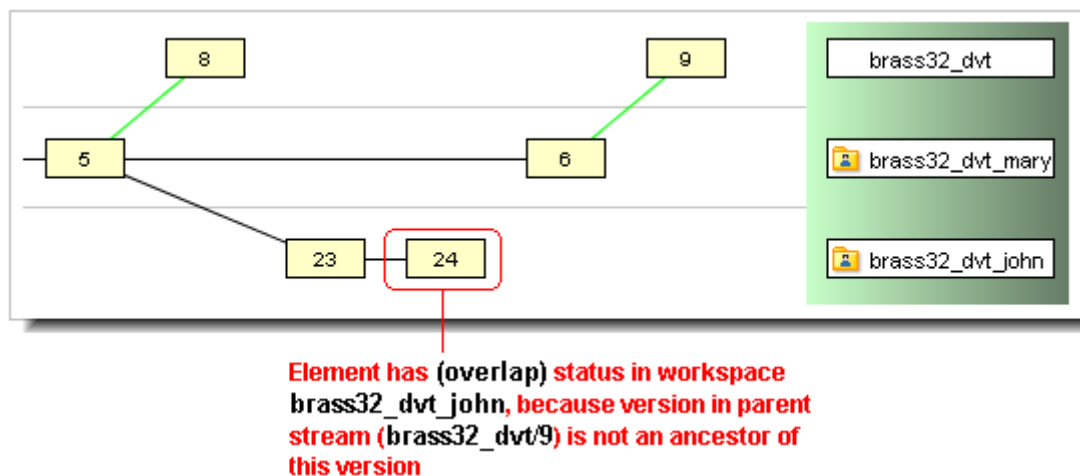 8
9
brass32_dvt
5
6
brass32_dvt_mary
23
24
brass32_dvt_john
Element has (overlap) status in workspace
brass32_dvt_john, because version in parent
stream (brass32_dvt/9) is not an ancestor of
this version